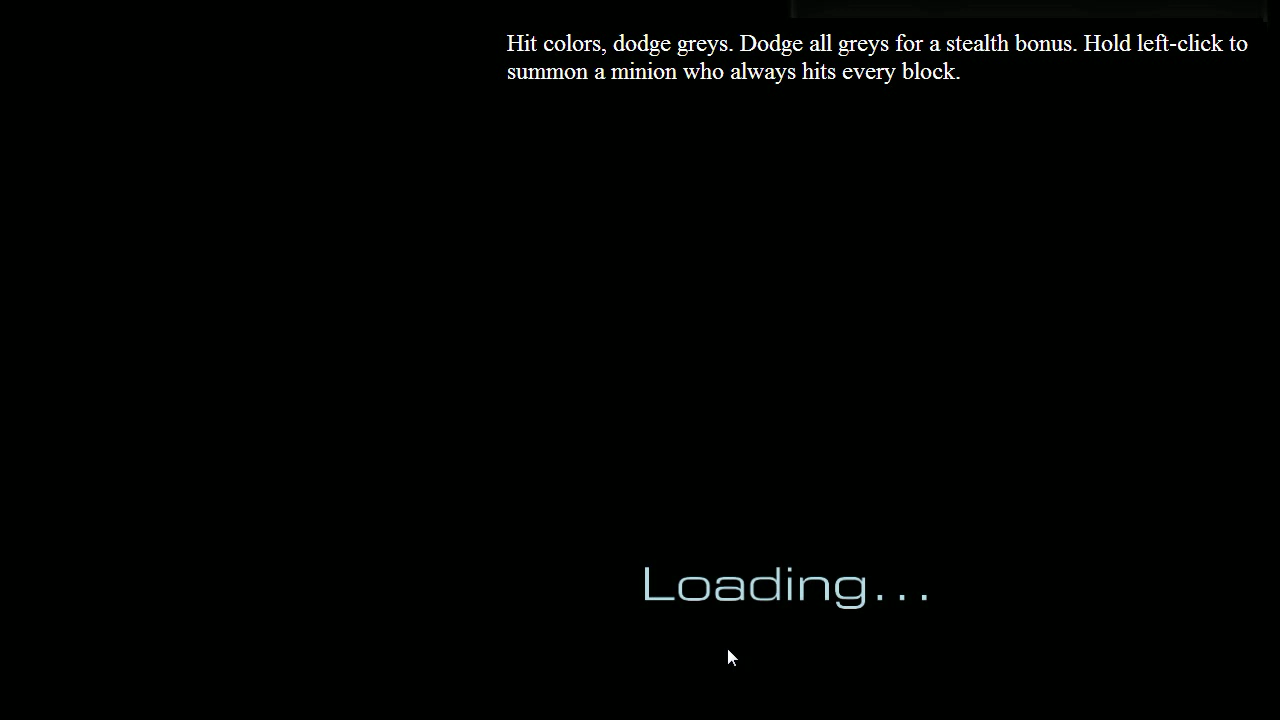 Hit colors, dodge greys. Dodge all greys for a stealth bonus. Hold left-click to
summon a minion who always hits every block.
Loading...